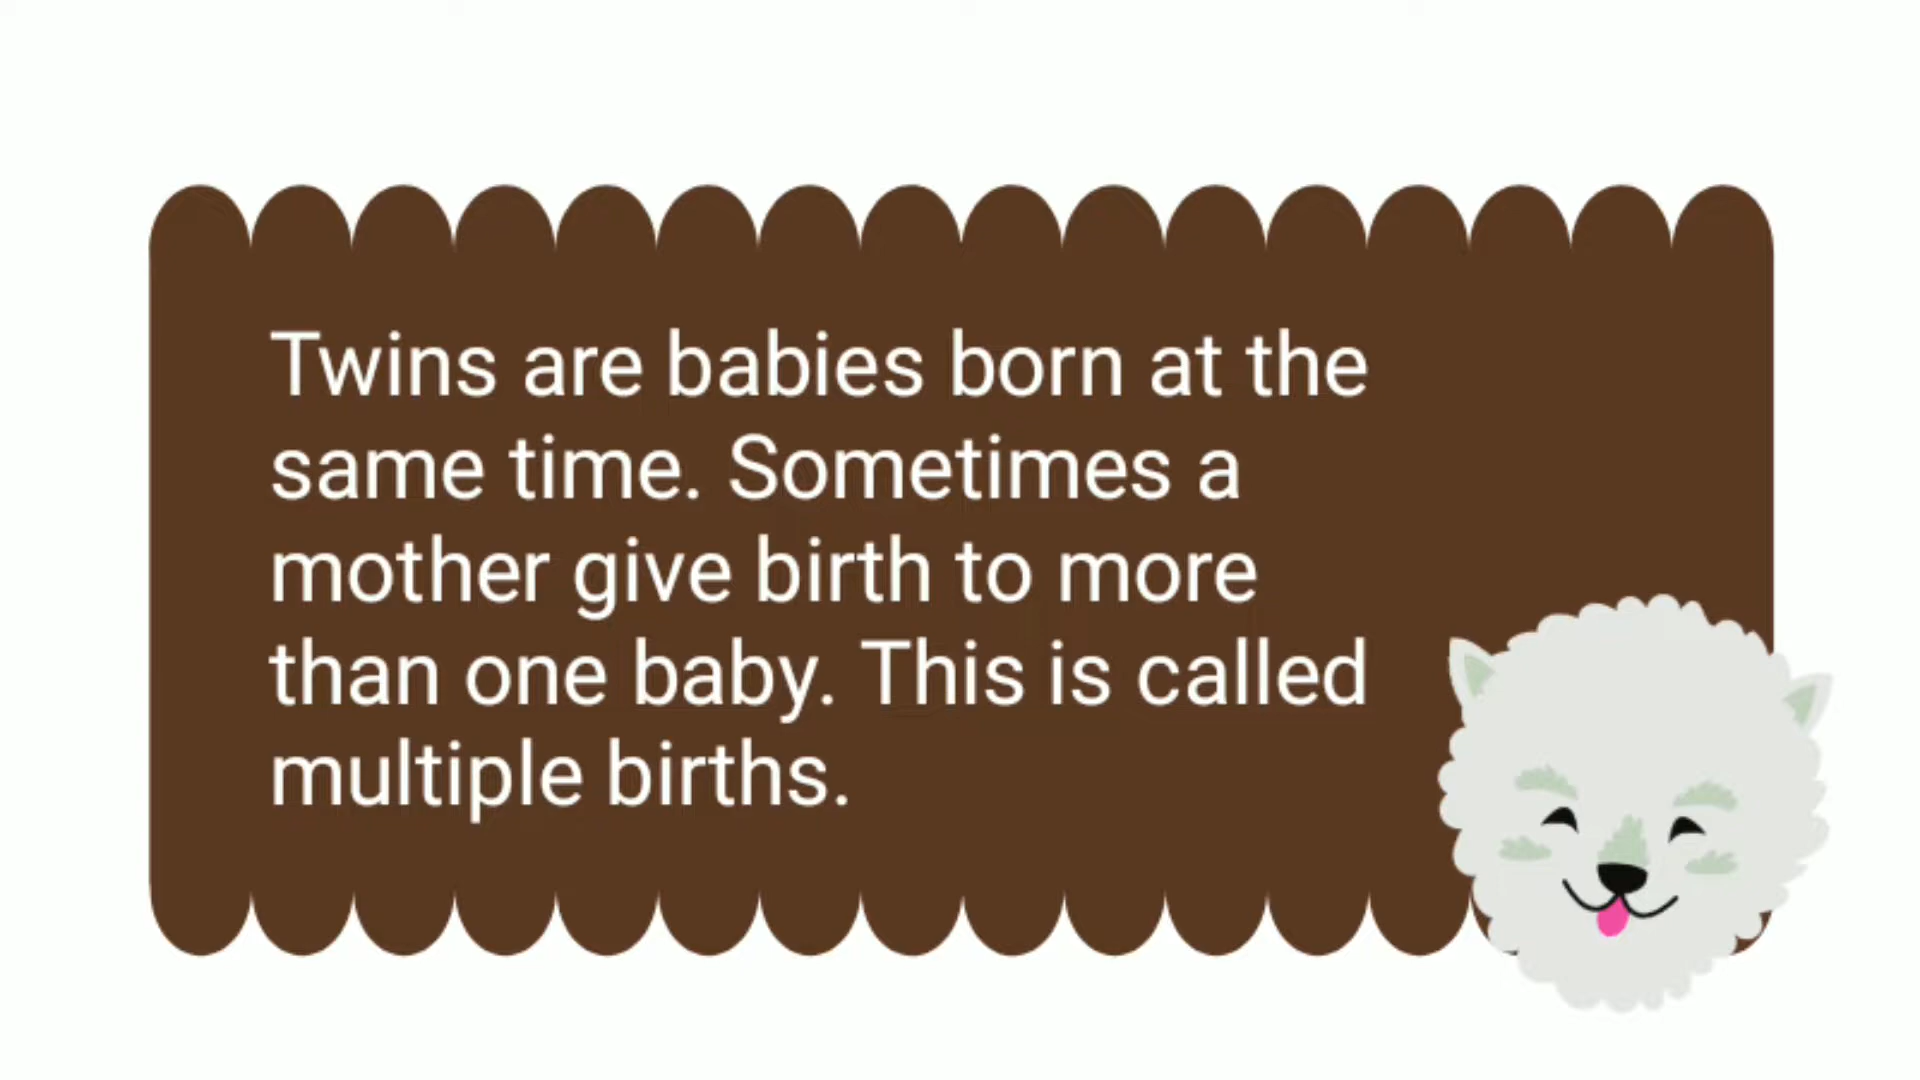 Twins are babies born at the
same time. Sometimes a
mother give birth to more
than one baby. This is called
multiple births.